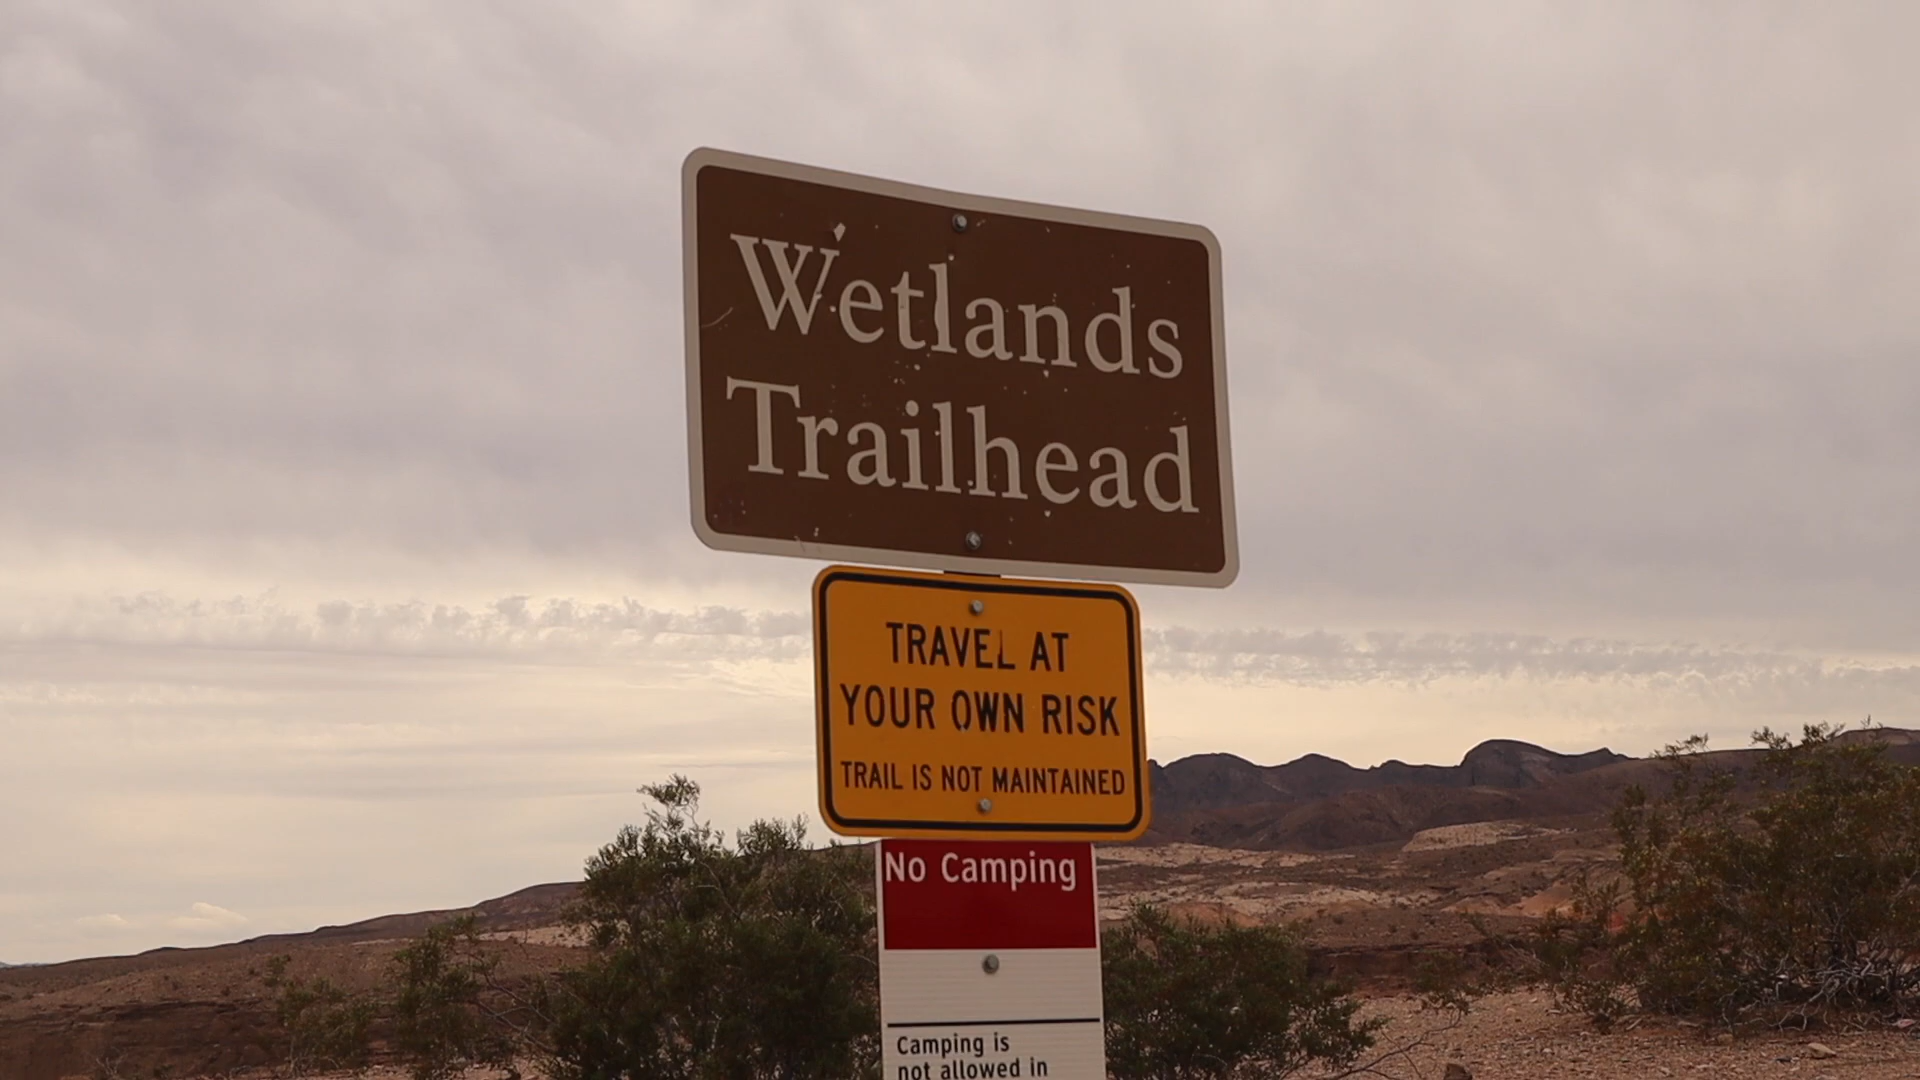 Wetlands
Trailhead
TRAVEL AT
YOUR OWN RISK
TRAIL IS NOT MAINTAINED
No Camping
Camping is
not allowed in